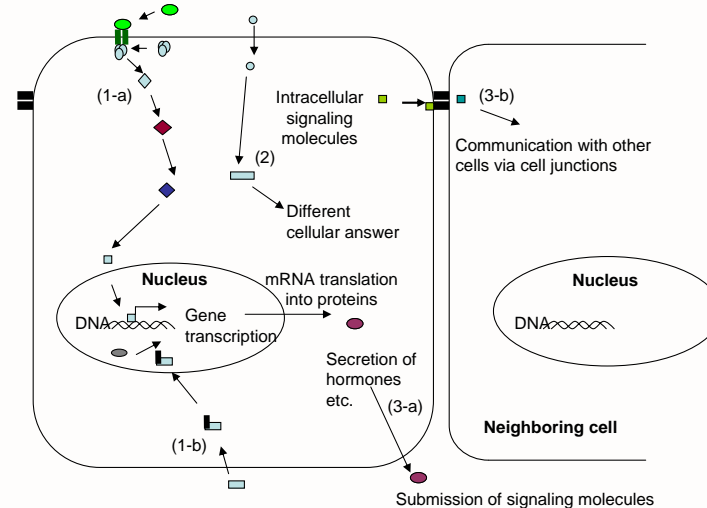 (1-a)
Intracellular
signaling
molecules
(3-b)
Communication with other
cells via cell junctions
(2)
Different
cellular answer
Nucleus
mRNA translation
into proteins
DNA
Gene
transcription
Nucleus
DNA
Secretion of
hormones
etc.
(3-a)
(1-b)
Neighboring cell
Submission of signaling molecules